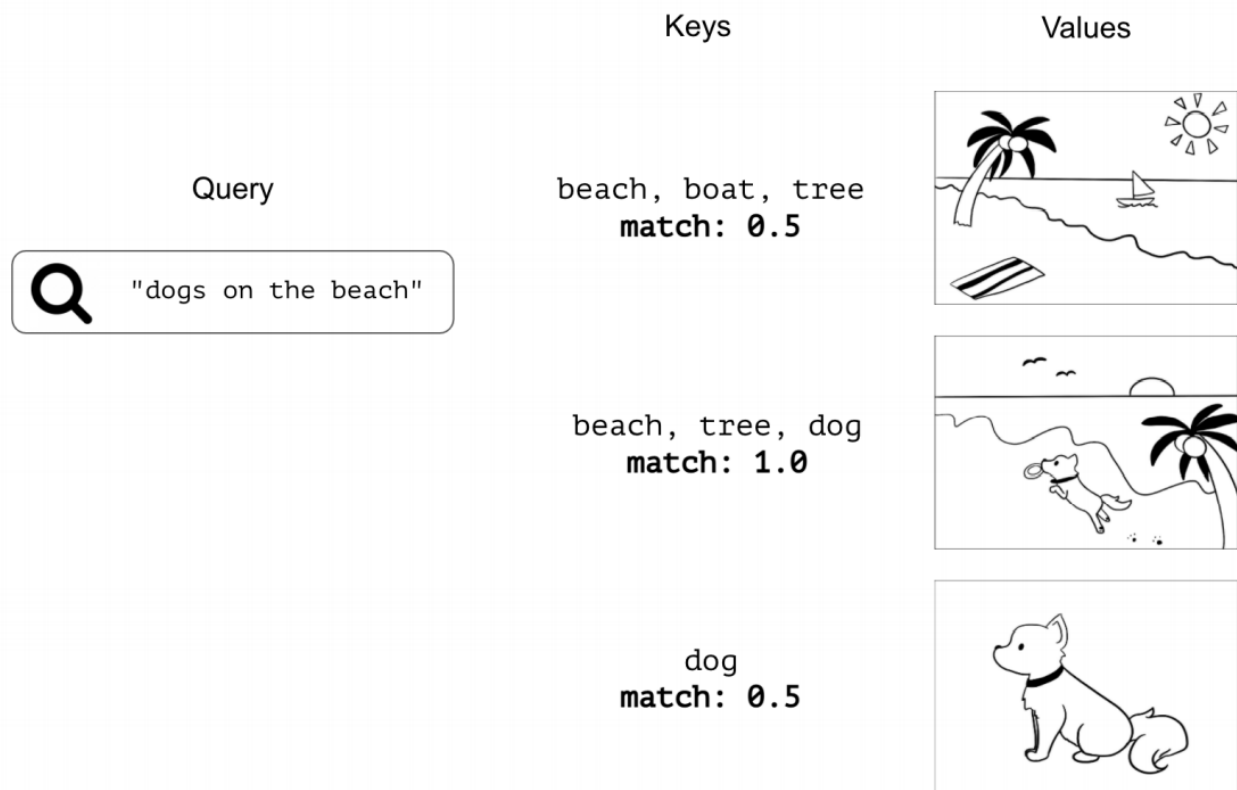 Keys
Values
Query
"dogs on the beach"
beach, boat, tree
match: 0.5
beach, tree, dog
match: 1.0
dog
match: 0.5